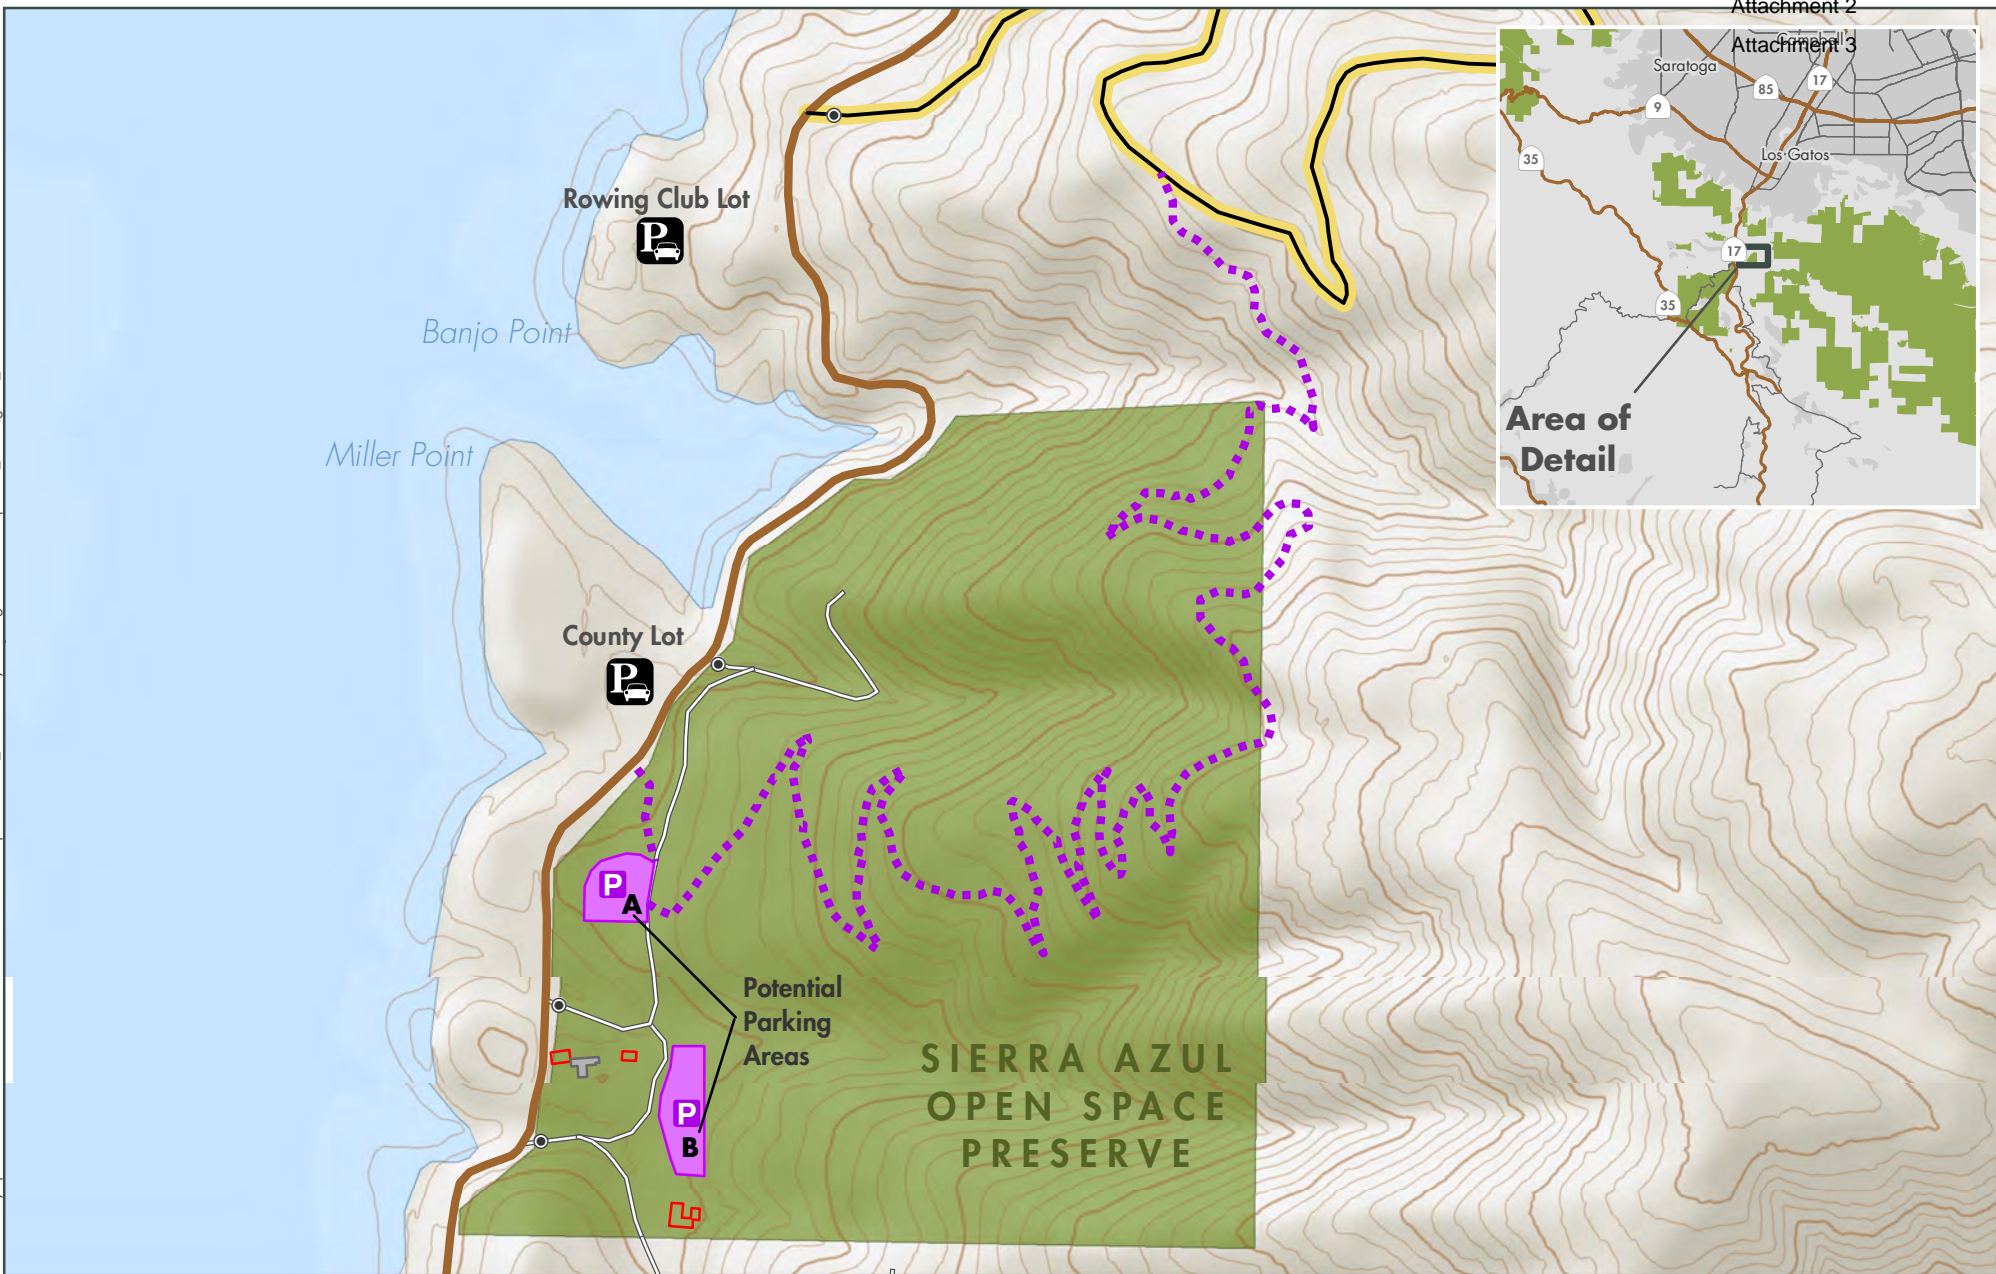 Attachment 2
Attachment 3
Campbell
Saratoga
85
17
9
Los Gatos
35
17
35
Area of
Detail
Rowing Club Lot
P
Banjo Point
Miller Point
County Lot
P
P
A
Potential
Parking
Areas
P
B
SIERRA AZUL
OPEN SPACE
PRESERVE